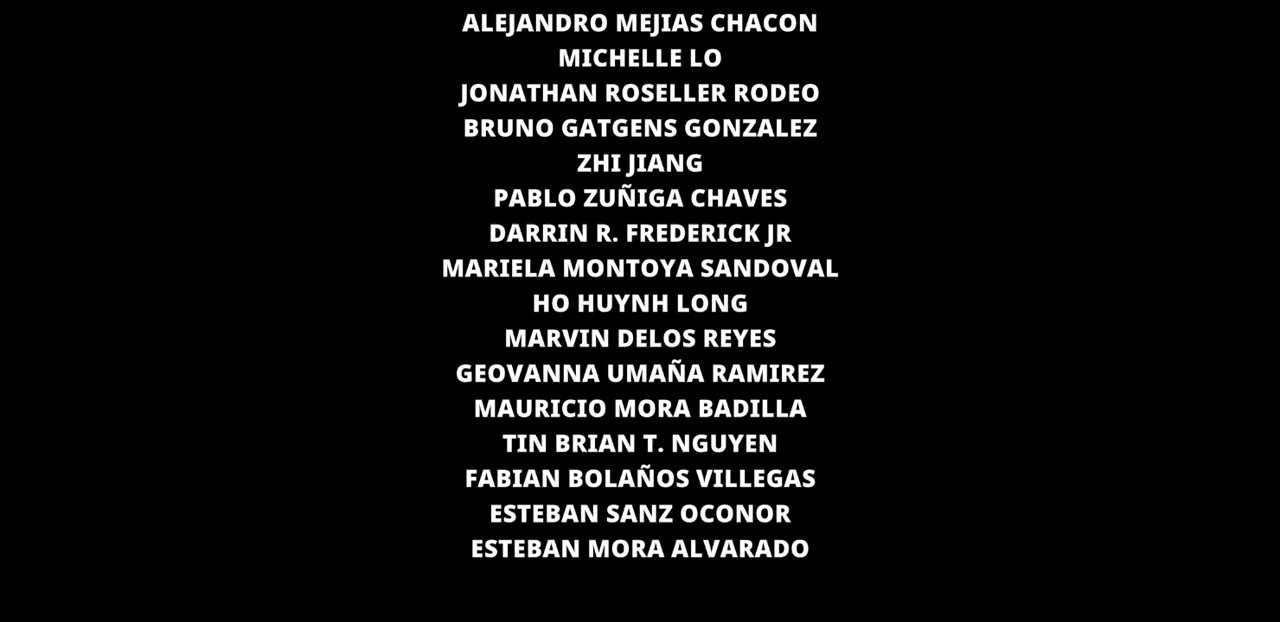 ALEJANDRO MEJIAS CHACON
MICHELLE LO
JONATHAN ROSELLER RODEO
BRUNO GATGENS GONZALEZ
ZHI JIANG
PABLO ZUÑIGA CHAVES
DARRIN R. FREDERICK JR
MARIELA MONTOYA SANDOVAL
HO HUYNH LONG
MARVIN DELOS REYES
GEOVANNA UMAÑA RAMIREZ
MAURICIO MORA BADILLA
TIN BRIAN T. NGUYEN
FABIAN BOLAÑOS VILLEGAS
ESTEBAN SANZ OCONOR
ESTEBAN MORA ALVARADO